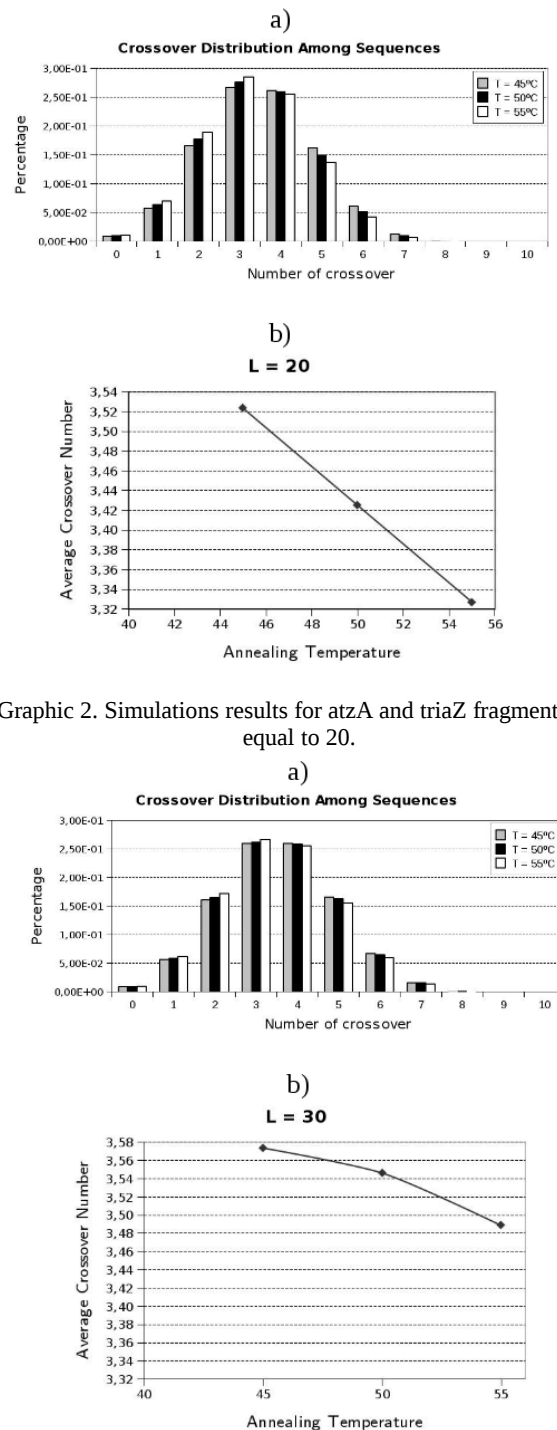 a)
Crossover Distribution Among Sequences
3,00E-01
2,50E-01
2,00E-01
1,50E-01
1,00E-01
5,00E-02
0,00E+00
Percentage
T = 45ºC
T = 50ºC
T = 55ºC
0 1 2 3 4 5 6 7 8 9 10
Number of crossover
b)
L = 20
3,54
3,52
3,50
3,48
3,46
3,44
3,42
3,40
3,38
3,36
3,34
3,32
Average Crossover Number
40 42 44 46 48 50 52 54 56
Annealing Temperature
Graphic 2. Simulations results for atzA and triaZ fragment
equal to 20.
a)
Crossover Distribution Among Sequences
3,00E-01
2,50E-01
2,00E-01
1,50E-01
1,00E-01
5,00E-02
0,00E+00
Percentage
T = 45ºC
T = 50ºC
T = 55ºC
0 1 2 3 4 5 6 7 8 9 10
Number of crossover
b)
L = 30
3,58
3,56
3,54
3,52
3,50
3,48
3,46
3,44
3,42
3,40
3,38
3,36
3,34
3,32
Average Crossover Number
40 45 50 55
Annealing Temperature